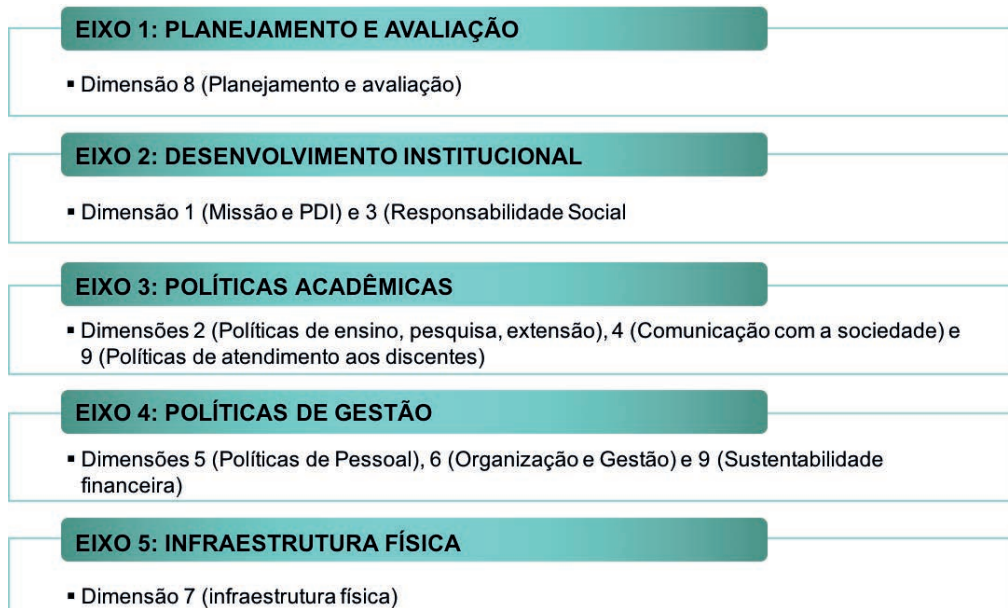 EIXO 1: PLANEJAMENTO E AVALIAÇÃO
▪ Dimensão 8 (Planejamento e avaliação)
EIXO 2: DESENVOLVIMENTO INSTITUCIONAL
▪ Dimensão 1 (Missão e PDI) e 3 (Responsabilidade Social
EIXO 3: POLÍTICAS ACADÊMICAS
▪ Dimensões 2 (Políticas de ensino, pesquisa, extensão), 4 (Comunicação com a sociedade) e
9 (Políticas de atendimento aos discentes)
EIXO 4: POLÍTICAS DE GESTÃO
▪ Dimensões 5 (Políticas de Pessoal), 6 (Organização e Gestão) e 9 (Sustentabilidade
financeira)
EIXO 5: INFRAESTRUTURA FÍSICA
▪ Dimensão 7 (infraestrutura física)